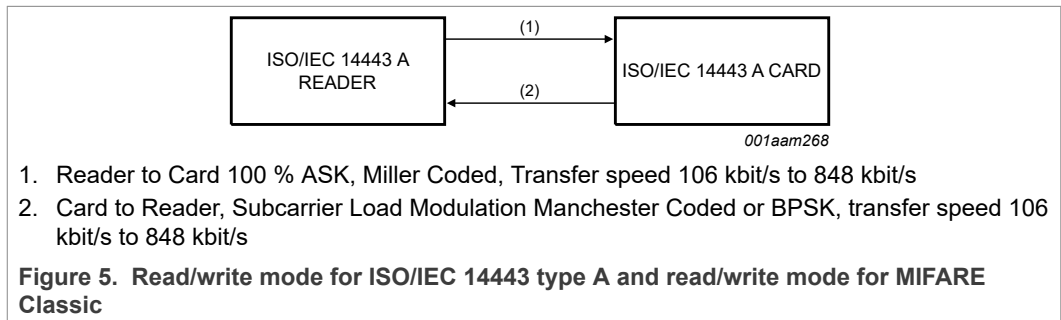 (1)
ISO/IEC 14443 A
READER
ISO/IEC 14443 A CARD
(2)
001aam268
1. Reader to Card 100 % ASK, Miller Coded, Transfer speed 106 kbit/s to 848 kbit/s
2. Card to Reader, Subcarrier Load Modulation Manchester Coded or BPSK, transfer speed 106
kbit/s to 848 kbit/s
Figure 5. Read/write mode for ISO/IEC 14443 type A and read/write mode for MIFARE
Classic